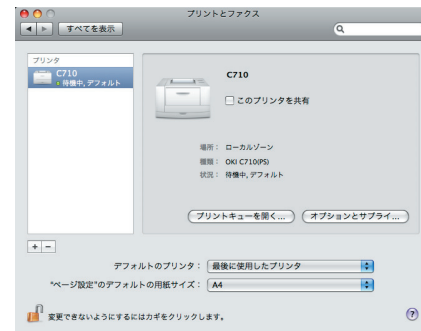 プリントとファクス
すべてを表示
プリンタ
C710
待機中, デフォルト
C710
このプリンタを共有
場所： ローカルゾーン
種類： OKI C710(PS)
状況： 待機中, デフォルト
プリントキューを開く... オプションとサプライ...
+ −
デフォルトのプリンタ： 最後に使用したプリンタ
"ページ設定"のデフォルトの用紙サイズ： A4
変更できないようにするにはカギをクリックします。 ?